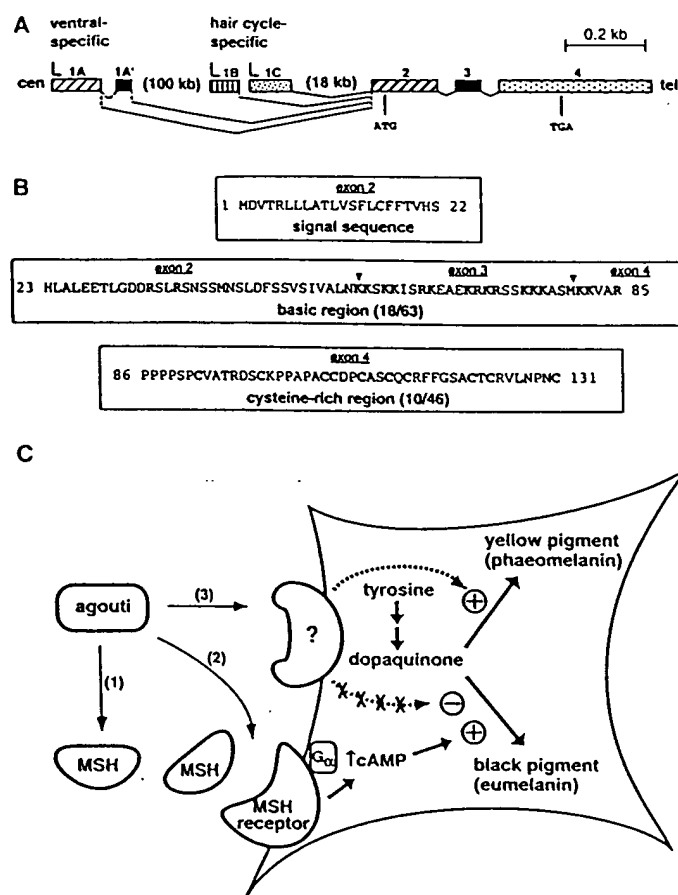 A
ventral-
specific
hair cycle-
specific
0.2 kb
1A 1A' (100 kb) 1B 1C (18 kb) 2 3 4
cen tel
ATG TGA
B
exon 2
1 MDVTRLLLATLVSFLCFFTVHS 22
signal sequence
exon 2 exon 3 exon 4
23 HLALEETLGDDRSLRSNSSMNSLDFSSVSIVALNKKSKKISRKEAEKRKRSSKKKASMKKVAR 85
basic region (18/63)
exon 4
86 PPPPSPCVATRDSCKPPAPACCDPCASCQCRFFGSACTCRVLNPNC 131
cysteine-rich region (10/46)
C
yellow pigment
(phaeomelanin)
agouti
(3)
?
tyrosine
+
dopaquinone
(1)
(2)
−
+
MSH
MSH
Gα
↑cAMP
MSH
receptor
black pigment
(eumelanin)